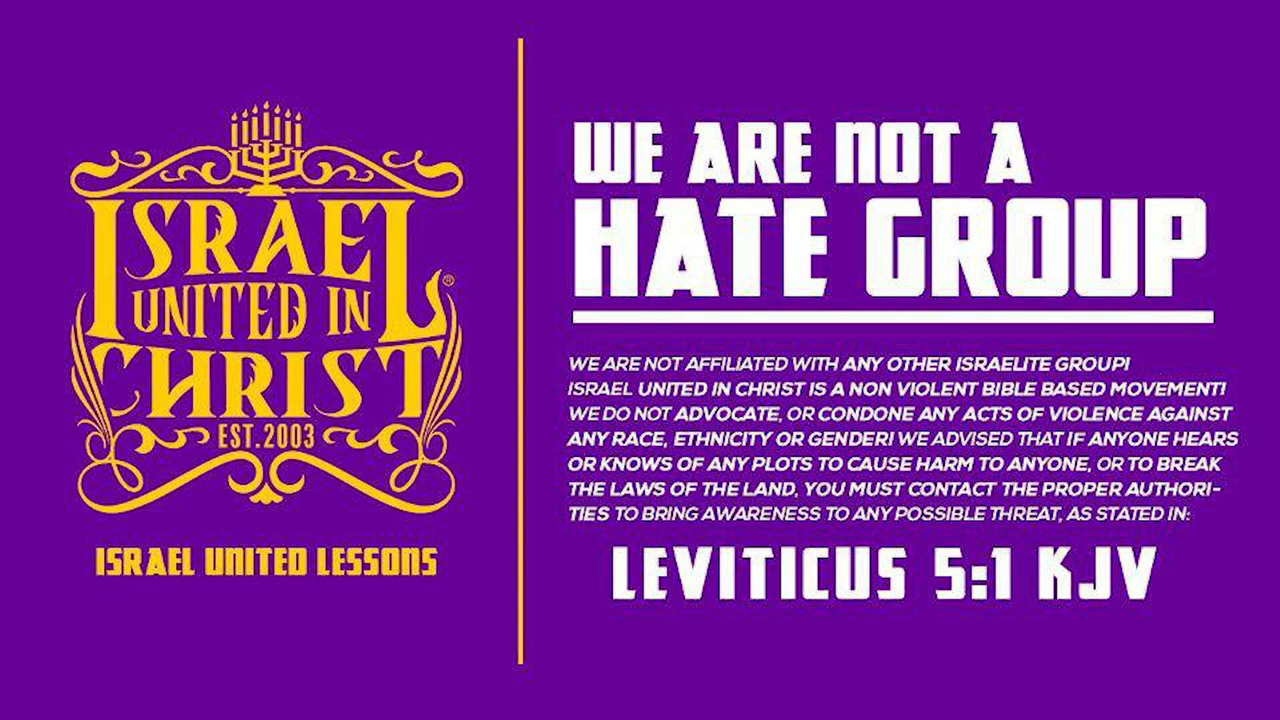 ISRAEL
UNITED IN
CHRIST
EST. 2003
ISRAEL UNITED LESSONS
WE ARE NOT A
HATE GROUP
WE ARE NOT AFFILIATED WITH ANY OTHER ISRAELITE GROUP!
ISRAEL UNITED IN CHRIST IS A NON VIOLENT BIBLE BASED MOVEMENT!
WE DO NOT ADVOCATE, OR CONDONE ANY ACTS OF VIOLENCE AGAINST
ANY RACE, ETHNICITY OR GENDER! WE ADVISED THAT IF ANYONE HEARS
OR KNOWS OF ANY PLOTS TO CAUSE HARM TO ANYONE, OR TO BREAK
THE LAWS OF THE LAND, YOU MUST CONTACT THE PROPER AUTHORI-
TIES TO BRING AWARENESS TO ANY POSSIBLE THREAT, AS STATED IN:
LEVITICUS 5:1 KJV